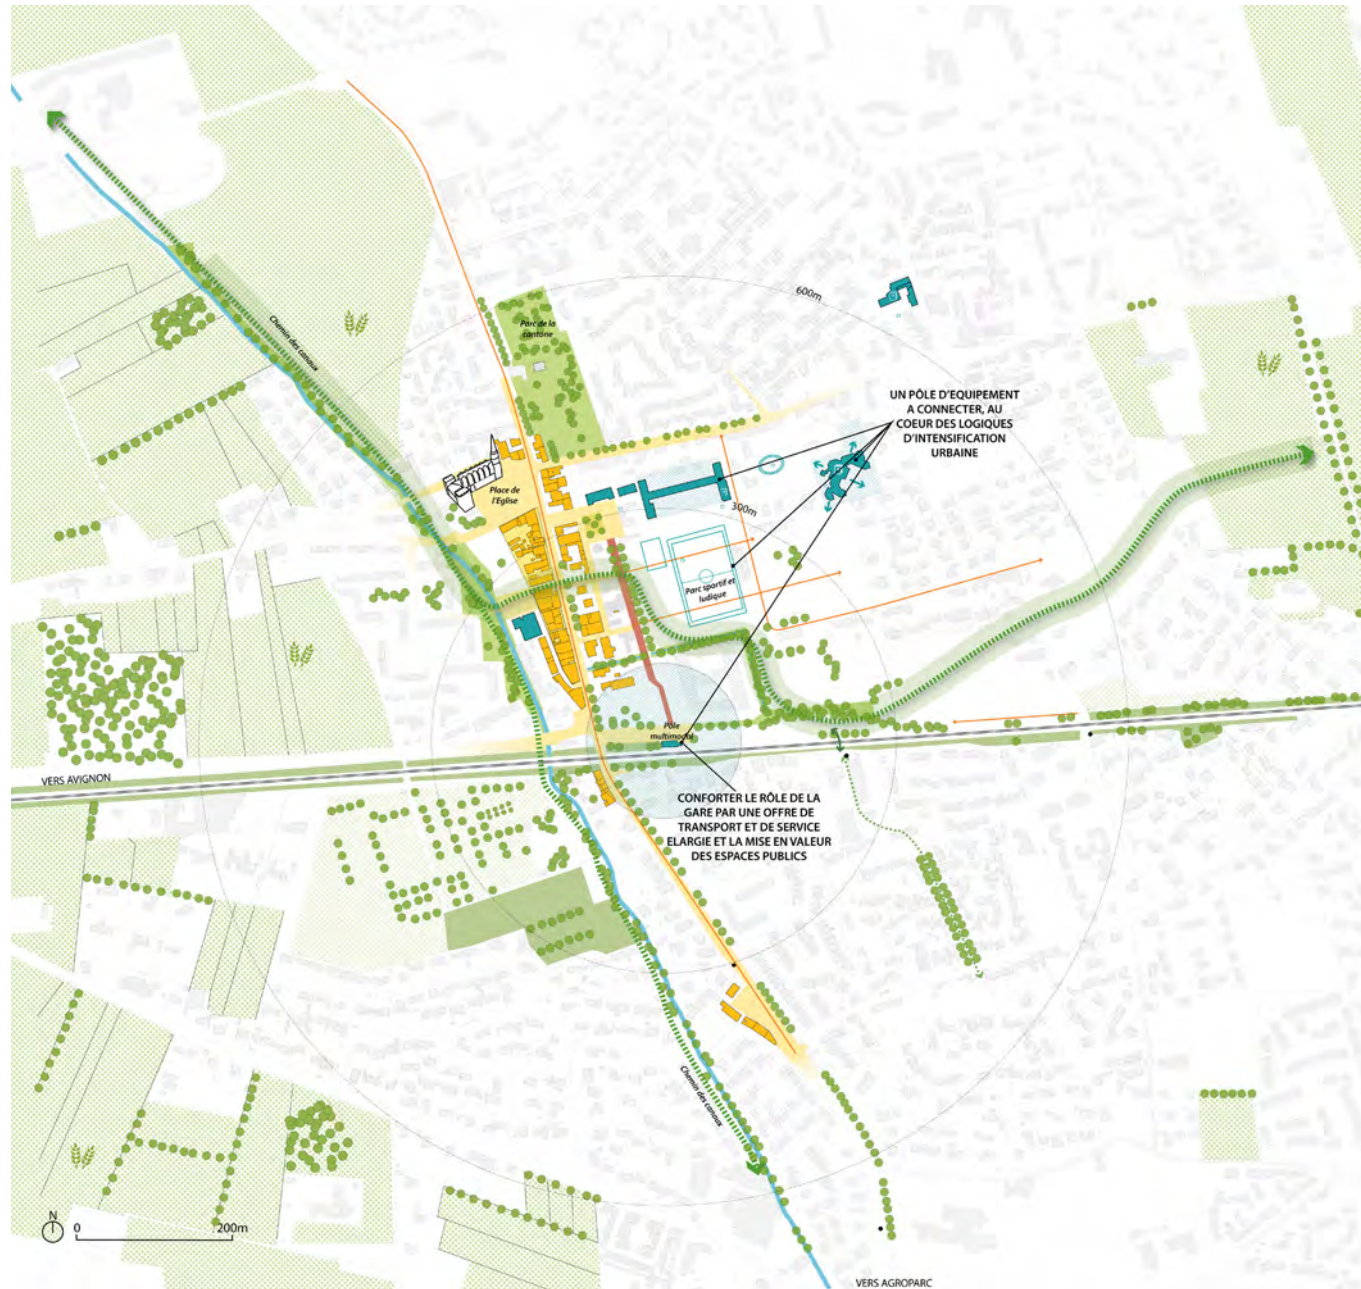 600m
Parc de la
cantone
Chemin des canaux
UN PÔLE D'EQUIPEMENT
A CONNECTER, AU
COEUR DES LOGIQUES
D'INTENSIFICATION
URBAINE
Place de
l'Eglise
300m
Parc sportif et
ludique
Pôle
multimodal
VERS AVIGNON
CONFORTER LE RÔLE DE LA
GARE PAR UNE OFFRE DE
TRANSPORT ET DE SERVICE
ELARGIE ET LA MISE EN VALEUR
DES ESPACES PUBLICS
Chemin des canaux
N
0
200m
VERS AGROPARC